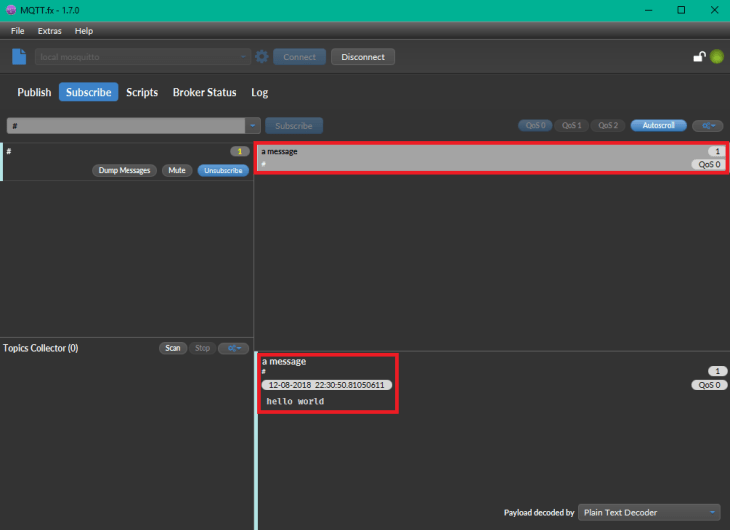 MQTT.fx - 1.7.0
File Extras Help
local mosquitto Connect Disconnect
Publish Subscribe Scripts Broker Status Log
# Subscribe QoS 0 QoS 1 QoS 2 Autoscroll
# 1
Dump Messages Mute Unsubscribe
a message 1
# QoS 0
Topics Collector (0) Scan Stop
a message
# 1
12-08-2018 22:30:50.81050611 QoS 0
hello world
Payload decoded by Plain Text Decoder